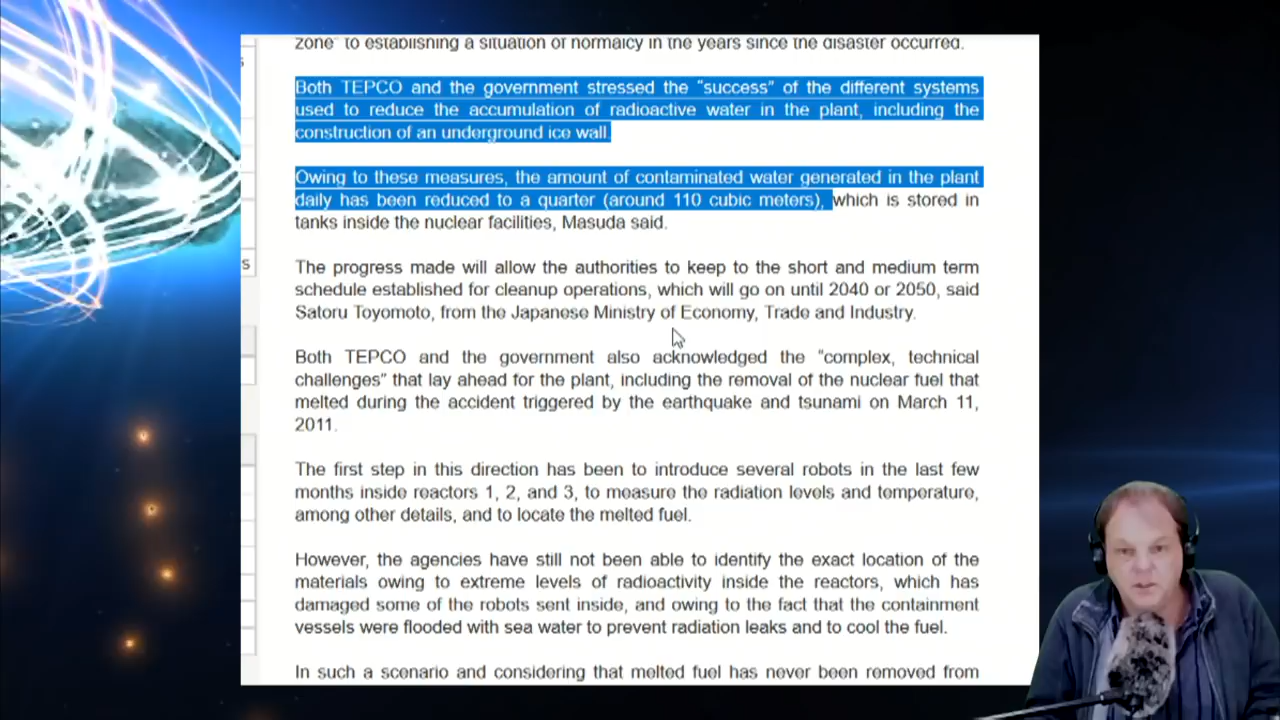 zone" to establishing a situation of normalcy in the years since the disaster occurred.
Both TEPCO and the government stressed the "success" of the different systems
used to reduce the accumulation of radioactive water in the plant, including the
construction of an underground ice wall.
Owing to these measures, the amount of contaminated water generated in the plant
daily has been reduced to a quarter (around 110 cubic meters), which is stored in
tanks inside the nuclear facilities, Masuda said.
The progress made will allow the authorities to keep to the short and medium term
schedule established for cleanup operations, which will go on until 2040 or 2050, said
Satoru Toyomoto, from the Japanese Ministry of Economy, Trade and Industry.
Both TEPCO and the government also acknowledged the "complex, technical
challenges" that lay ahead for the plant, including the removal of the nuclear fuel that
melted during the accident triggered by the earthquake and tsunami on March 11,
2011.
The first step in this direction has been to introduce several robots in the last few
months inside reactors 1, 2, and 3, to measure the radiation levels and temperature,
among other details, and to locate the melted fuel.
However, the agencies have still not been able to identify the exact location of the
materials owing to extreme levels of radioactivity inside the reactors, which has
damaged some of the robots sent inside, and owing to the fact that the containment
vessels were flooded with sea water to prevent radiation leaks and to cool the fuel.
In such a scenario and considering that melted fuel has never been removed from